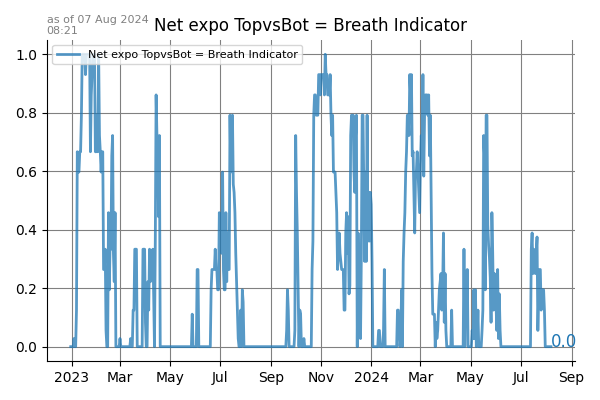 as of 07 Aug 2024
08:21
Net expo TopvsBot = Breath Indicator
Net expo TopvsBot = Breath Indicator
1.0
0.8
0.6
0.4
0.2
0.0
0.0
2023 Mar May Jul Sep Nov 2024 Mar May Jul Sep